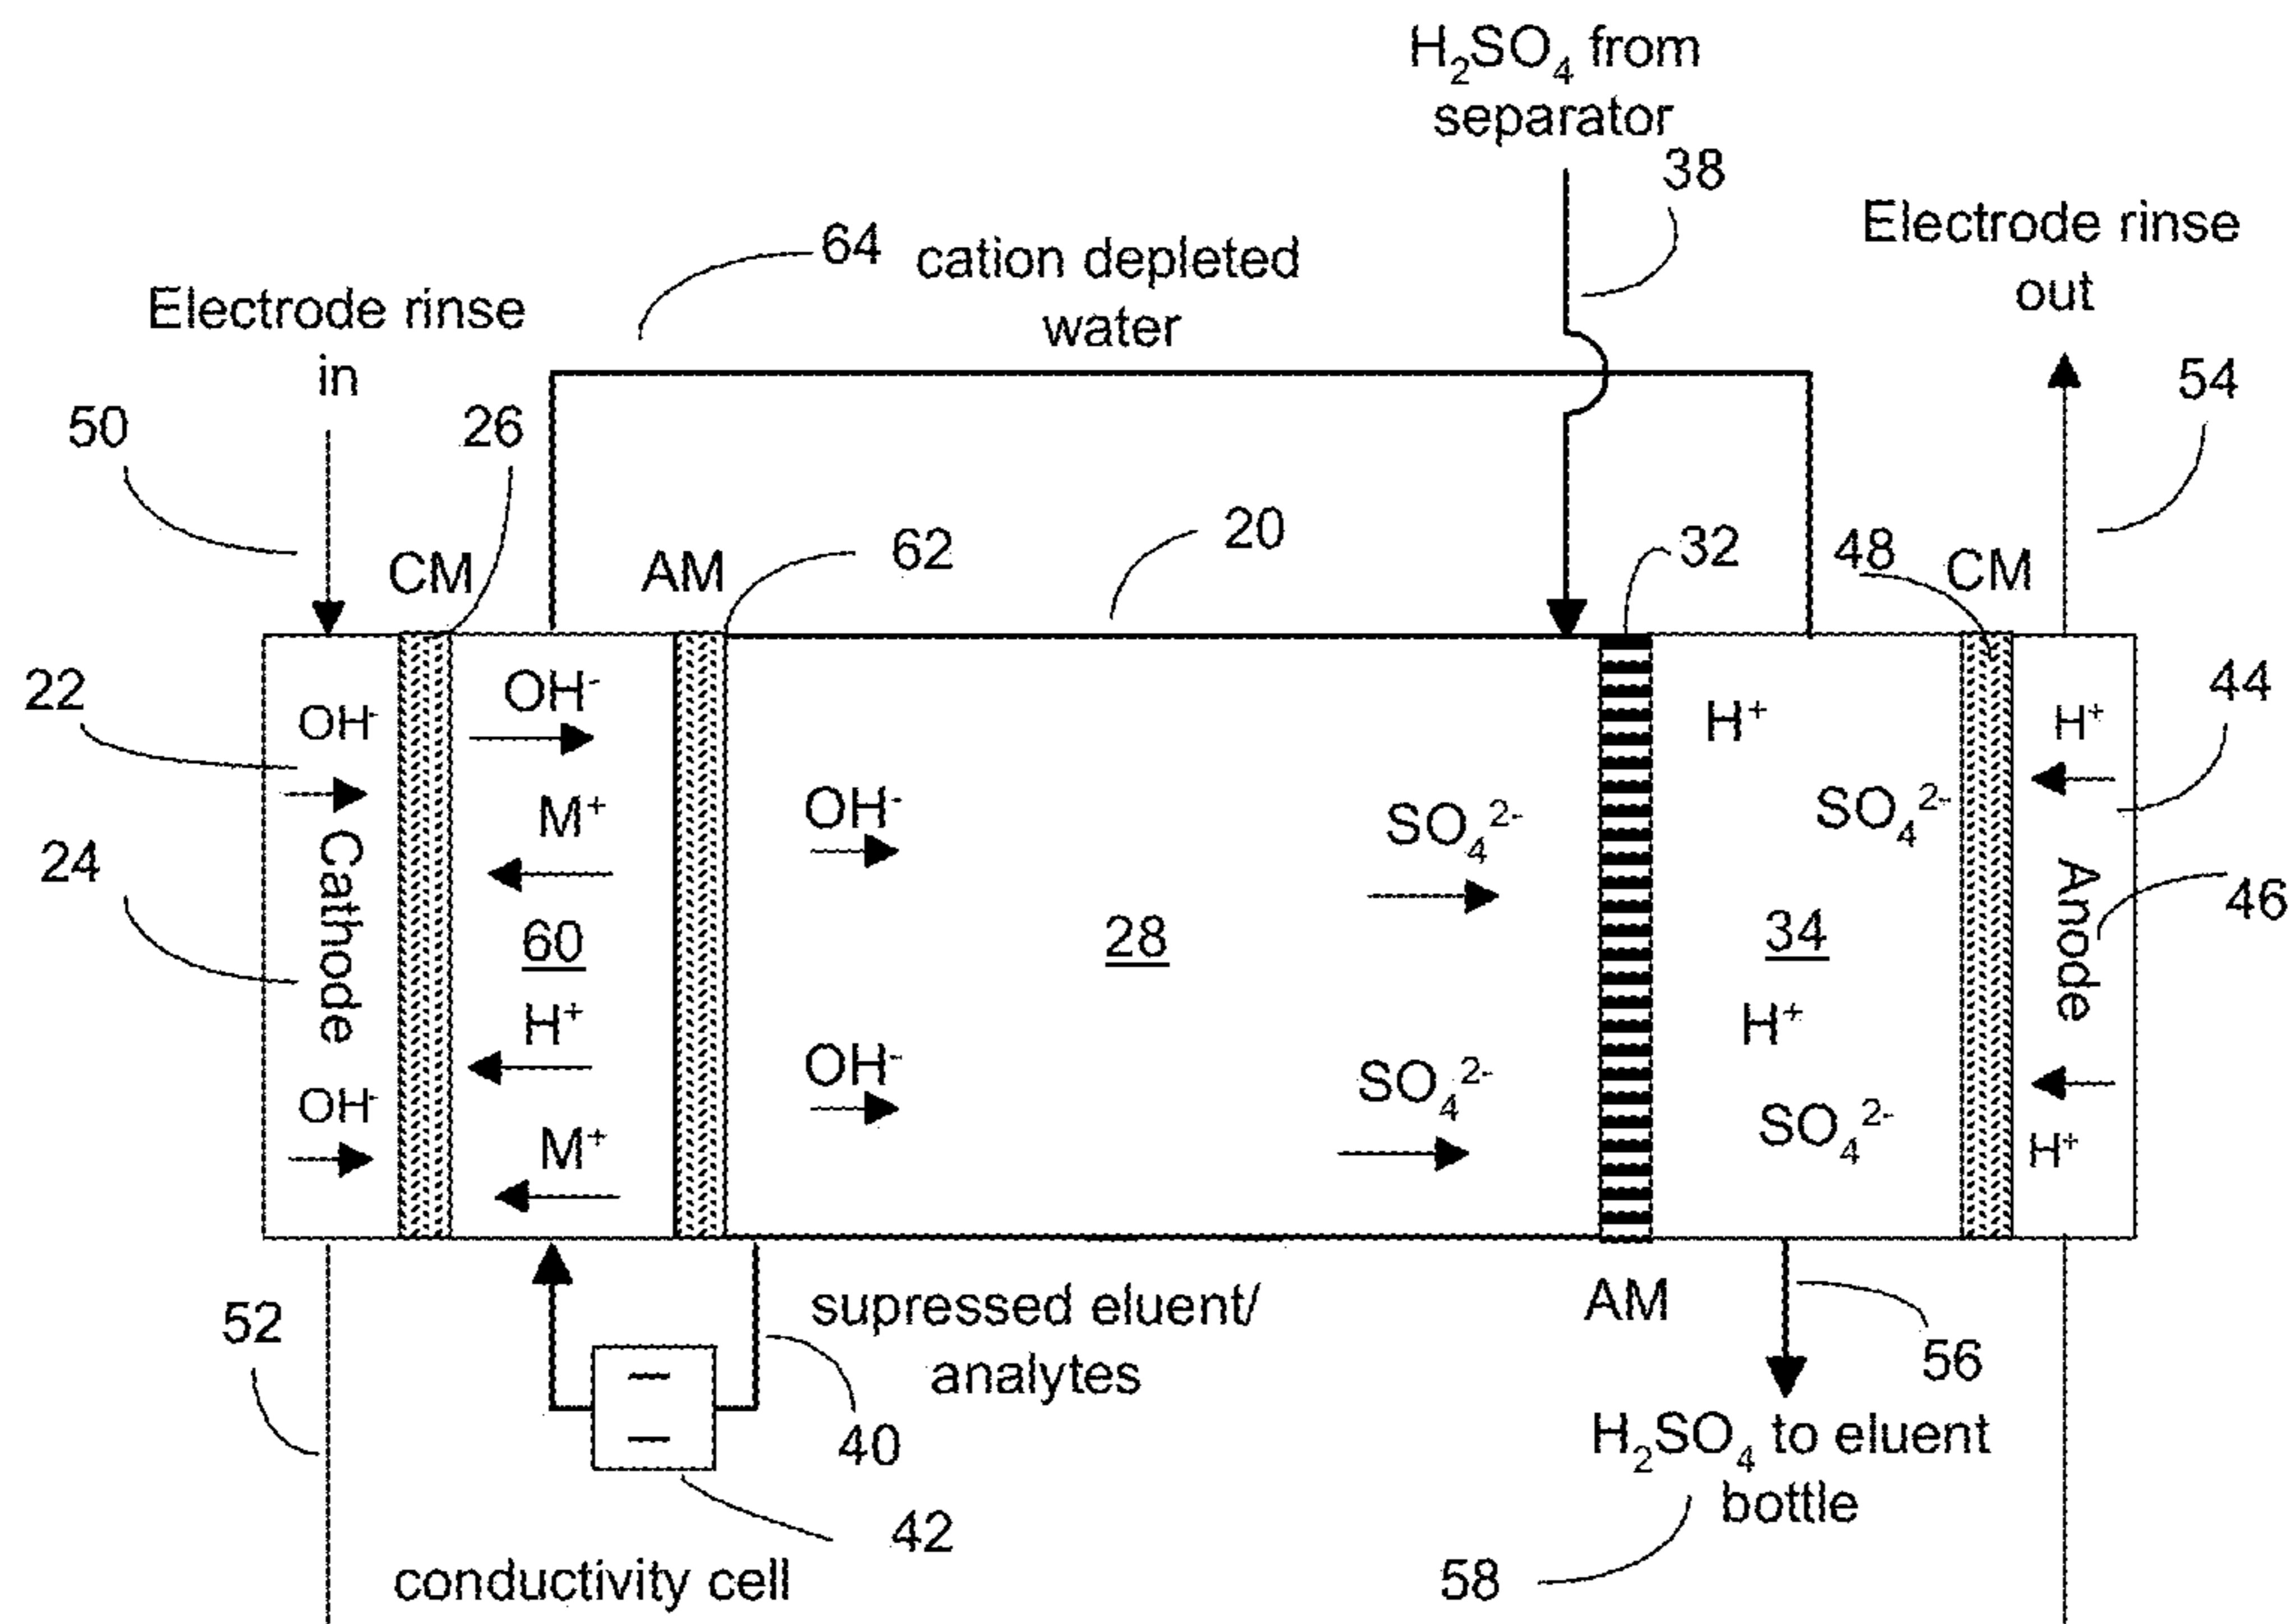 H₂SO₄ from
separator
38
64
cation depleted
water
Electrode rinse
out
Electrode rinse
in
54
50
26
CM
AM
62
20
32
48
CM
22
OH⁻
OH⁻
H⁺
H⁺
44
M⁺
OH⁻
SO₄²⁻
SO₄²⁻
24
Cathode
60
28
34
Anode
46
H⁺
H⁺
OH⁻
M⁺
OH⁻
SO₄²⁻
SO₄²⁻
H⁺
52
supressed eluent/
analytes
AM
56
40
42
H₂SO₄ to eluent
bottle
58
conductivity cell